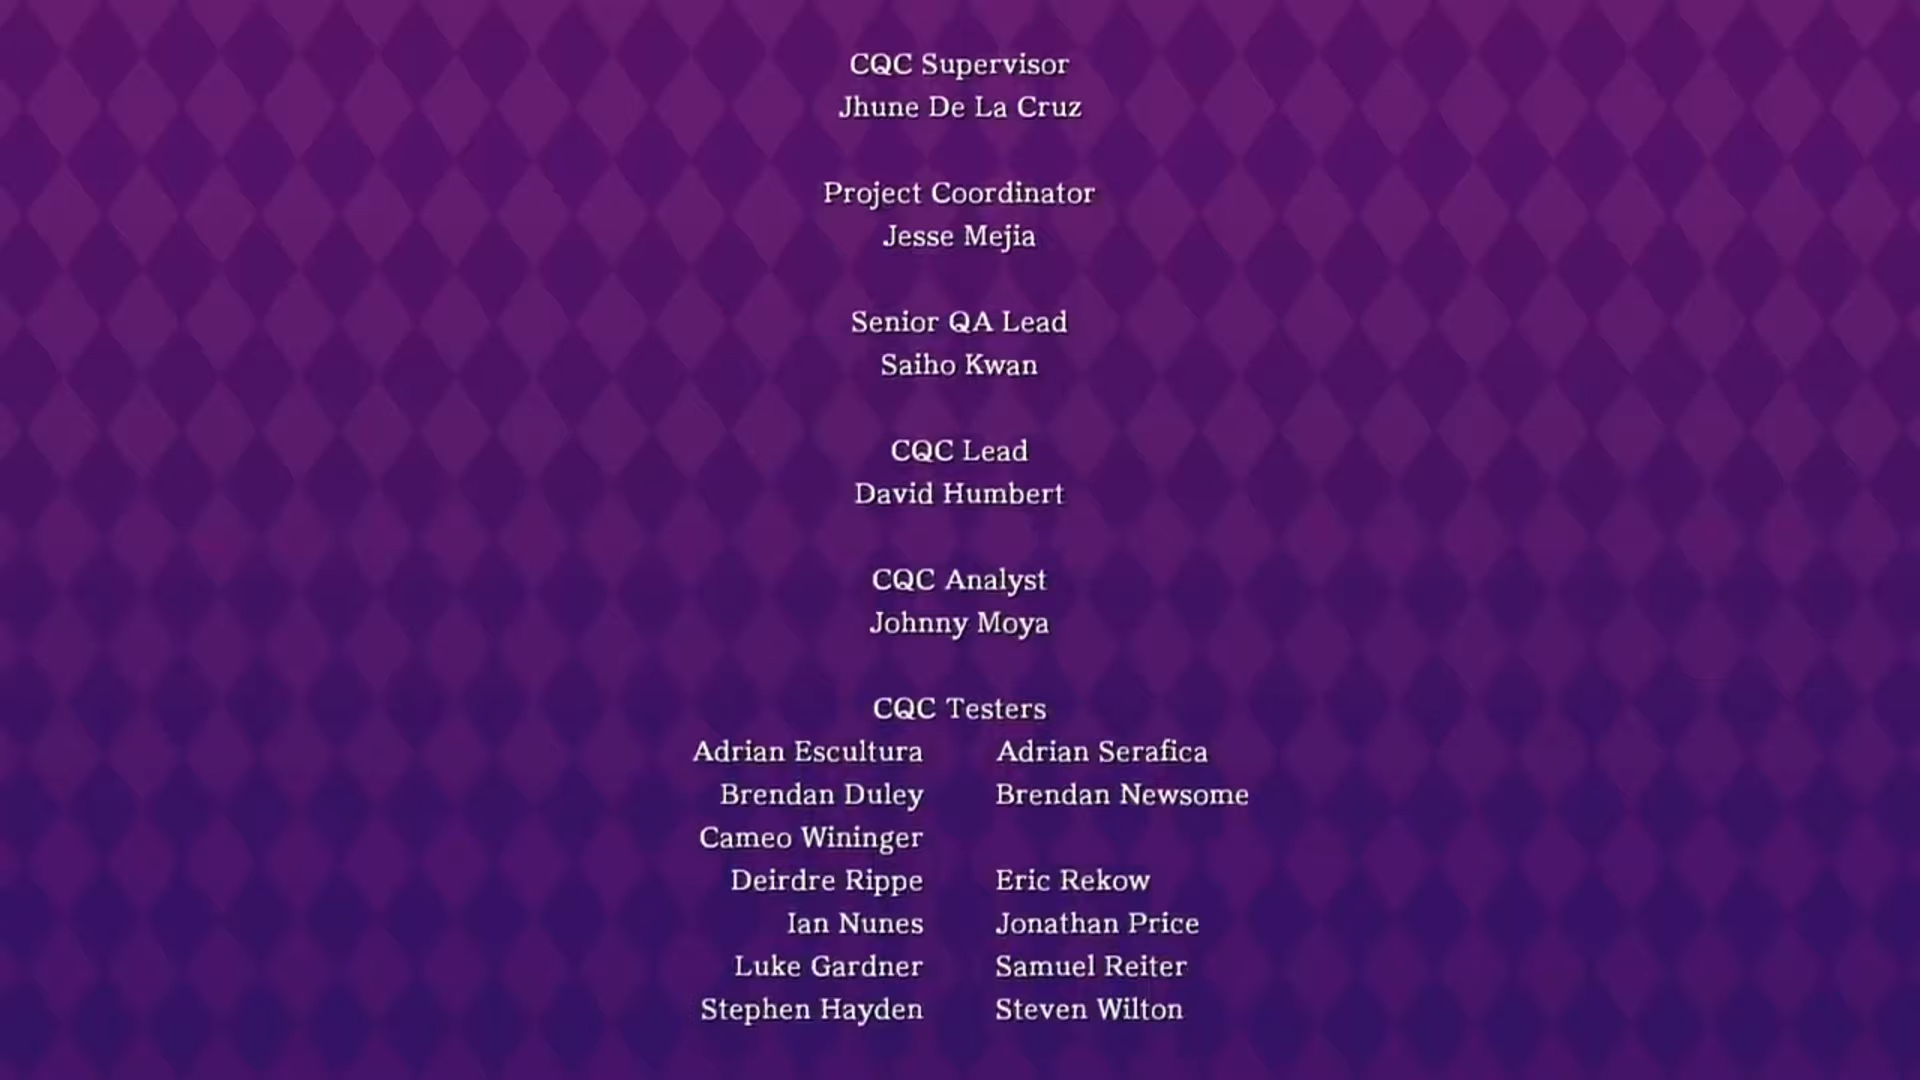 CQC Supervisor
Jhune De La Cruz
Project Coordinator
Jesse Mejia
Senior QA Lead
Saiho Kwan
CQC Lead
David Humbert
CQC Analyst
Johnny Moya
CQC Testers
Adrian Escultura Adrian Serafica
Brendan Duley Brendan Newsome
Cameo Wininger
Deirdre Rippe Eric Rekow
Ian Nunes Jonathan Price
Luke Gardner Samuel Reiter
Stephen Hayden Steven Wilton